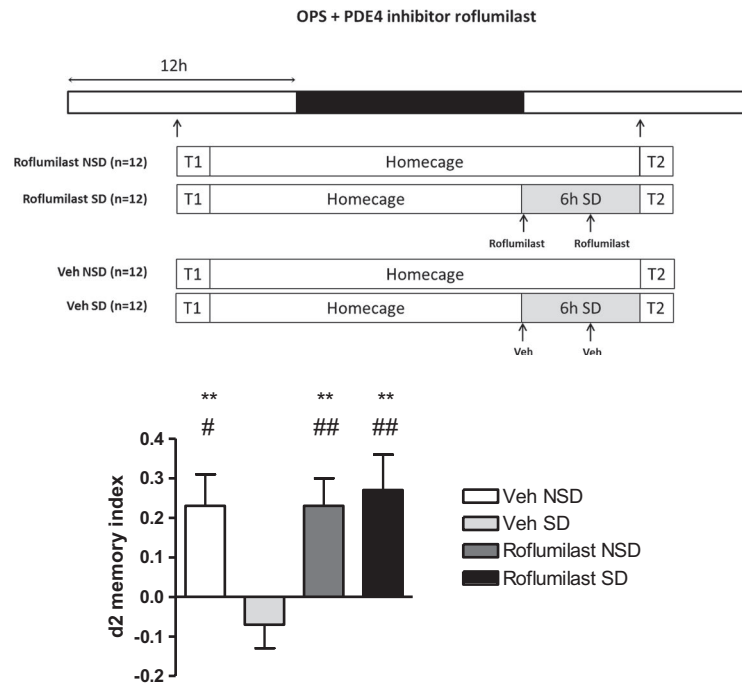 OPS + PDE4 inhibitor roflumilast
12h
Roflumilast NSD (n=12) T1 Homecage T2
Roflumilast SD (n=12) T1 Homecage 6h SD T2
Roflumilast Roflumilast
Veh NSD (n=12) T1 Homecage T2
Veh SD (n=12) T1 Homecage 6h SD T2
Veh Veh
** ** **
# ## ##
0.4
0.3
0.2
0.1
0.0
-0.1
-0.2
d2 memory index
Veh NSD
Veh SD
Roflumilast NSD
Roflumilast SD